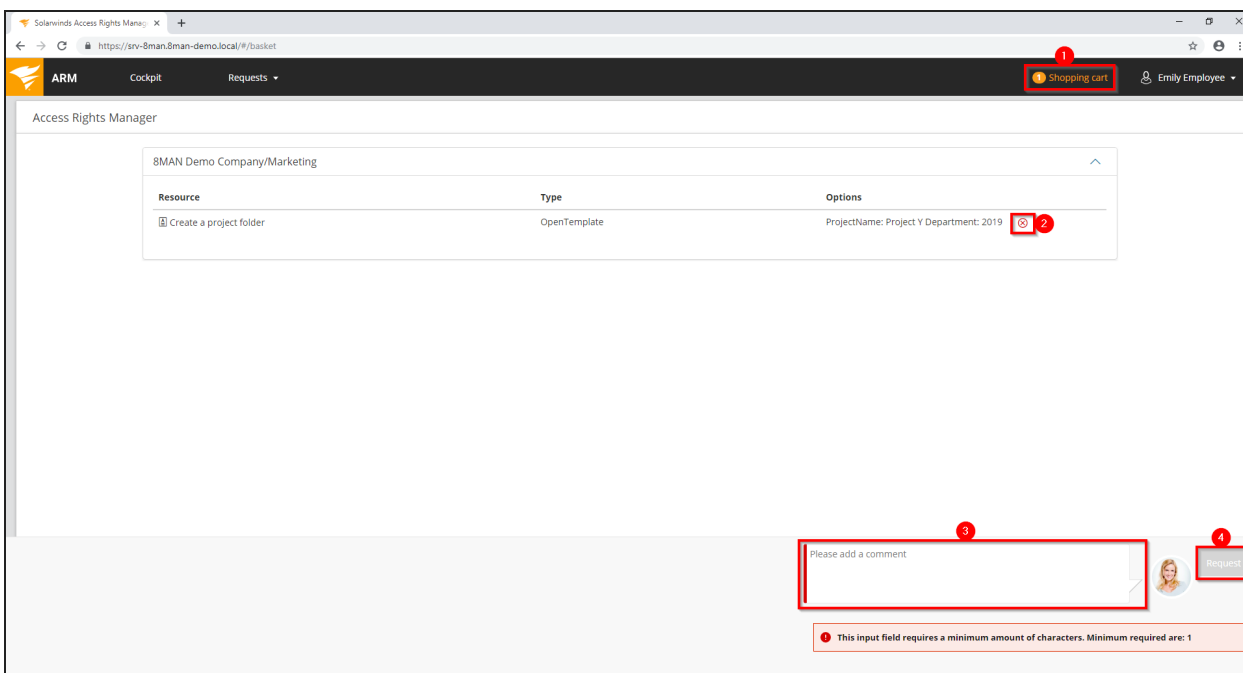 Solarwinds Access Rights Manag
https://srv-8man.8man-demo.local/#/basket
1
ARM Cockpit Requests 1 Shopping cart Emily Employee
Access Rights Manager
8MAN Demo Company/Marketing
Resource Type Options
Create a project folder OpenTemplate ProjectName: Project Y Department: 2019 2
3
4
Please add a comment
Request
This input field requires a minimum amount of characters. Minimum required are: 1